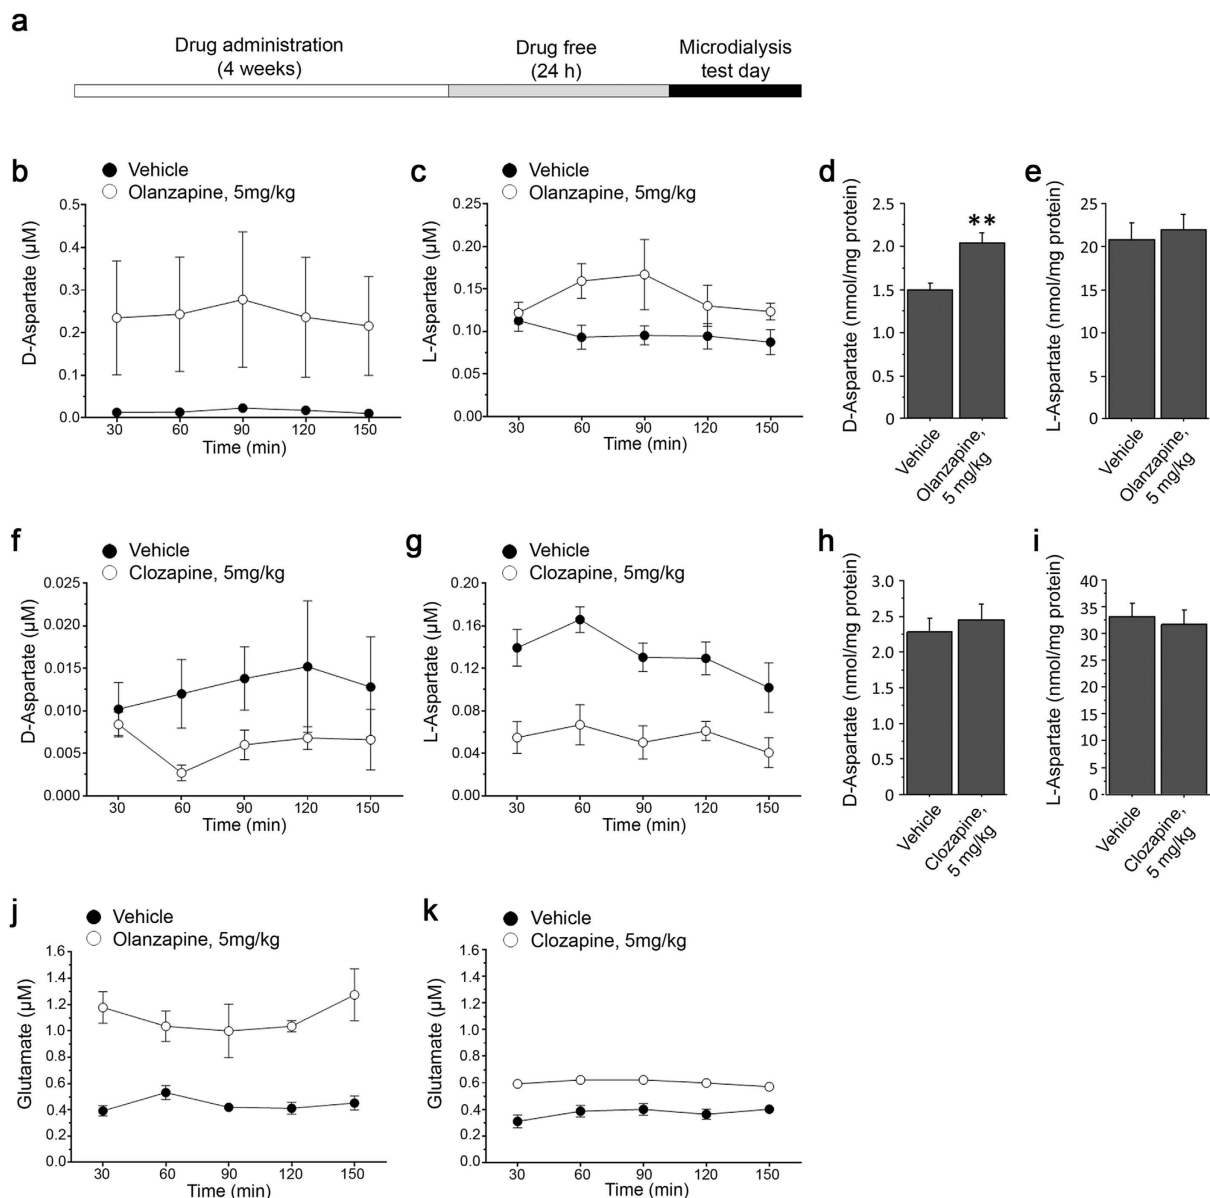 a
Drug administration
(4 weeks)
Drug free
(24 h)
Microdialysis
test day
b
Vehicle
Olanzapine, 5mg/kg
D-Aspartate (µM)
0.5
0.4
0.3
0.2
0.1
0.0
30 60 90 120 150
Time (min)
c
Vehicle
Olanzapine, 5mg/kg
L-Aspartate (µM)
0.25
0.20
0.15
0.10
0.05
0.00
30 60 90 120 150
Time (min)
d
D-Aspartate (nmol/mg protein)
2.5
2.0
1.5
1.0
0.5
0
**
Vehicle
Olanzapine,
5 mg/kg
e
L-Aspartate (nmol/mg protein)
25
20
15
10
5
0
Vehicle
Olanzapine,
5 mg/kg
f
Vehicle
Clozapine, 5mg/kg
D-Aspartate (µM)
0.025
0.020
0.015
0.010
0.005
0.000
30 60 90 120 150
Time (min)
g
Vehicle
Clozapine, 5mg/kg
L-Aspartate (µM)
0.20
0.16
0.12
0.08
0.04
0.00
30 60 90 120 150
Time (min)
h
D-Aspartate (nmol/mg protein)
3.0
2.5
2.0
1.5
1.0
0.5
0
Vehicle
Clozapine,
5 mg/kg
i
L-Aspartate (nmol/mg protein)
40
35
30
25
20
15
10
5
0
Vehicle
Clozapine,
5 mg/kg
j
Vehicle
Olanzapine, 5mg/kg
Glutamate (µM)
1.6
1.4
1.2
1.0
0.8
0.6
0.4
0.2
0.0
30 60 90 120 150
Time (min)
k
Vehicle
Clozapine, 5mg/kg
Glutamate (µM)
1.6
1.4
1.2
1.0
0.8
0.6
0.4
0.2
0.0
30 60 90 120 150
Time (min)